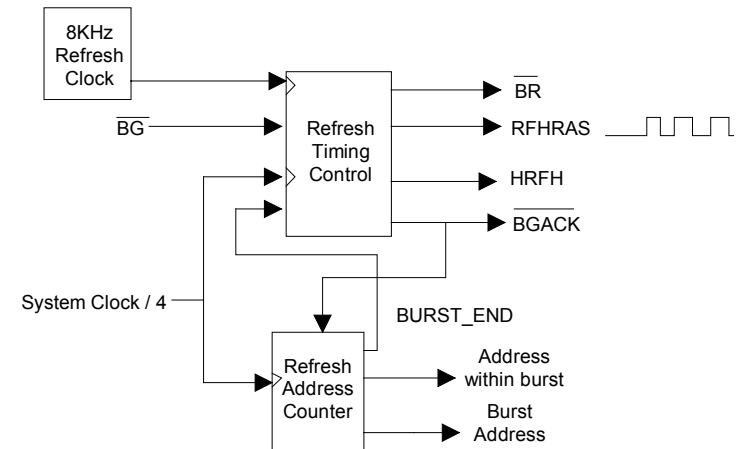 8KHz
Refresh
Clock
BG
Refresh
Timing
Control
BR
RFHRAS
HRFH
BGACK
System Clock / 4
BURST_END
Refresh
Address
Counter
Address
within burst
Burst
Address